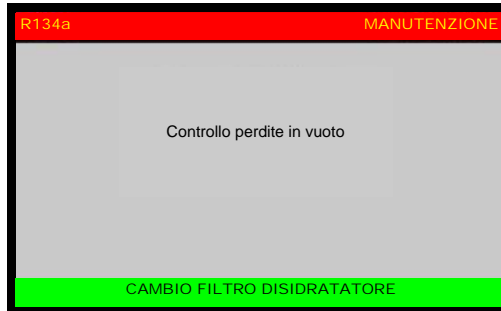 R134a MANUTENZIONE
Controllo perdite in vuoto
CAMBIO FILTRO DISIDRATATORE